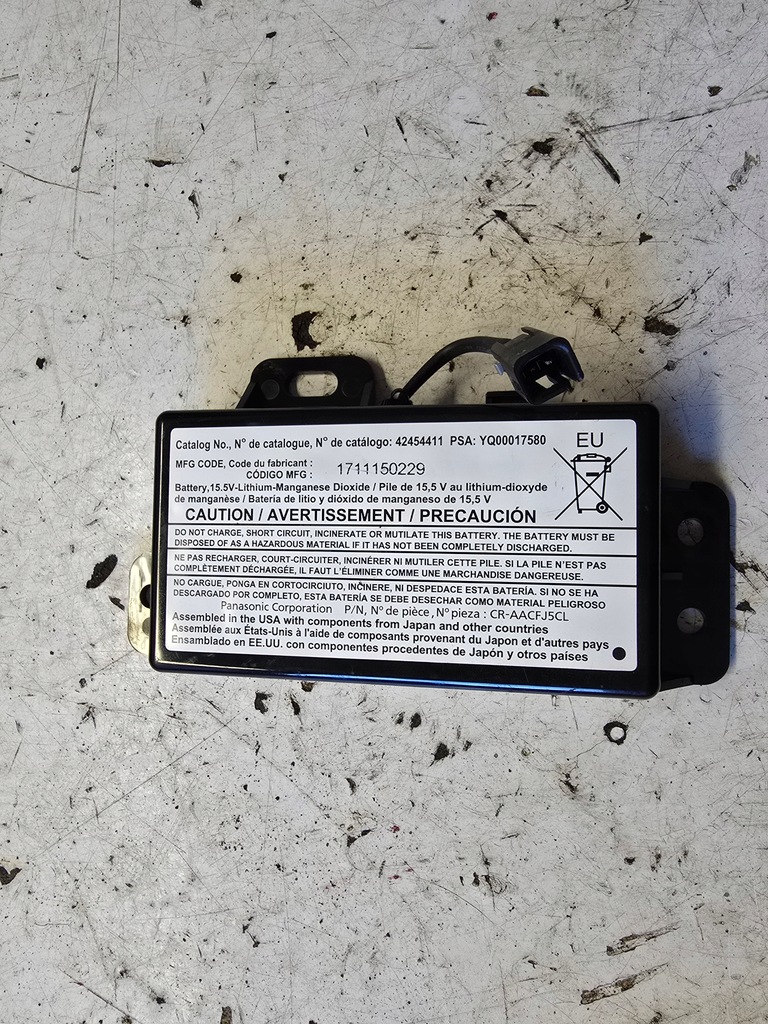 Catalog No., N° de catalogue, N° de catálogo: 42454411 PSA: YQ00017580
EU
MFG CODE, Code du fabricant :
CÓDIGO MFG :
1711150229
Battery,15.5V-Lithium-Manganese Dioxide / Pile de 15,5 V au lithium-dioxyde
de manganèse / Batería de litio y dióxido de manganeso de 15,5 V
CAUTION / AVERTISSEMENT / PRECAUCIÓN
DO NOT CHARGE, SHORT CIRCUIT, INCINERATE OR MUTILATE THIS BATTERY. THE BATTERY MUST BE
DISPOSED OF AS A HAZARDOUS MATERIAL IF IT HAS NOT BEEN COMPLETELY DISCHARGED.
NE PAS RECHARGER, COURT-CIRCUITER, INCINÉRER NI MUTILER CETTE PILE. SI LA PILE N'EST PAS
COMPLÈTEMENT DÉCHARGÉE, IL FAUT L'ÉLIMINER COMME UNE MARCHANDISE DANGEREUSE.
NO CARGUE, PONGA EN CORTOCIRCIUTO, INCINERE, NI DESPEDACE ESTA BATERÍA. SI NO SE HA
DESCARGADO POR COMPLETO, ESTA BATERÍA SE DEBE DESECHAR COMO MATERIAL PELIGROSO
Panasonic Corporation P/N, N° de pièce, N° pieza : CR-AACFJ5CL
Assembled in the USA with components from Japan and other countries
Assemblée aux États-Unis à l'aide de composants provenant du Japon et d'autres pays
Ensamblado en EE.UU. con componentes procedentes de Japón y otros países